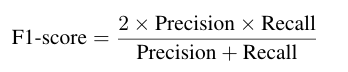 F1-score = 2 × Precision × Recall / Precision + Recall